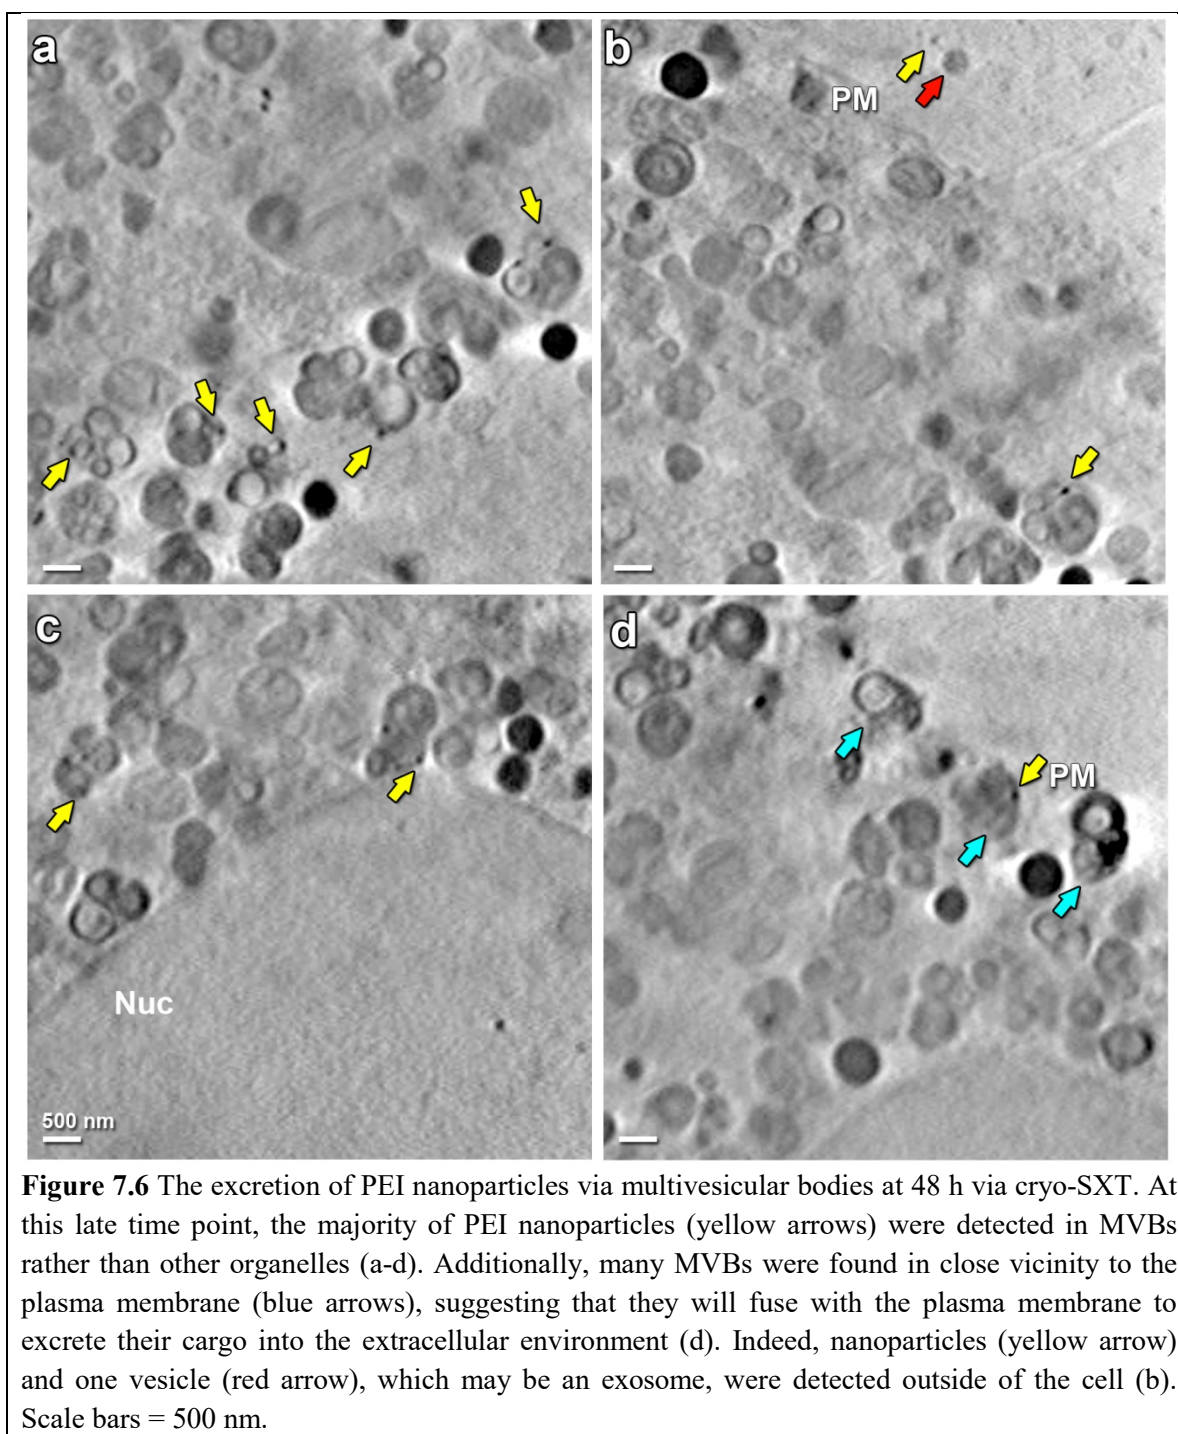 a
b
PM
c
Nuc
500 nm
d
PM
Figure 7.6 The excretion of PEI nanoparticles via multivesicular bodies at 48 h via cryo-SXT. At
this late time point, the majority of PEI nanoparticles (yellow arrows) were detected in MVBs
rather than other organelles (a-d). Additionally, many MVBs were found in close vicinity to the
plasma membrane (blue arrows), suggesting that they will fuse with the plasma membrane to
excrete their cargo into the extracellular environment (d). Indeed, nanoparticles (yellow arrow)
and one vesicle (red arrow), which may be an exosome, were detected outside of the cell (b).
Scale bars = 500 nm.